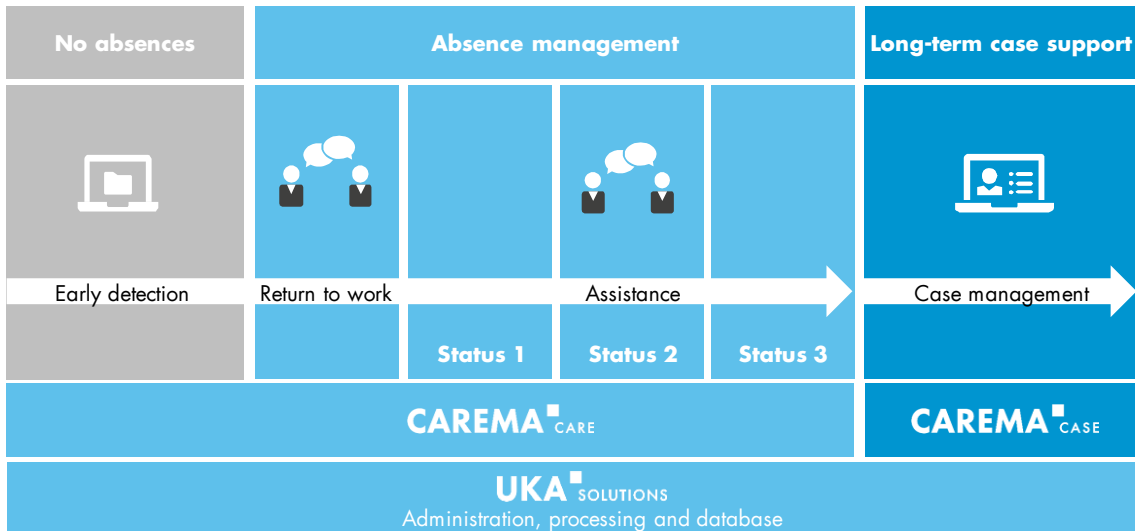 No absences
Absence management
Long-term case support
Early detection
Return to work
Assistance
Case management
Status 1
Status 2
Status 3
CAREMA CARE
CAREMA CASE
UKA SOLUTIONS
Administration, processing and database